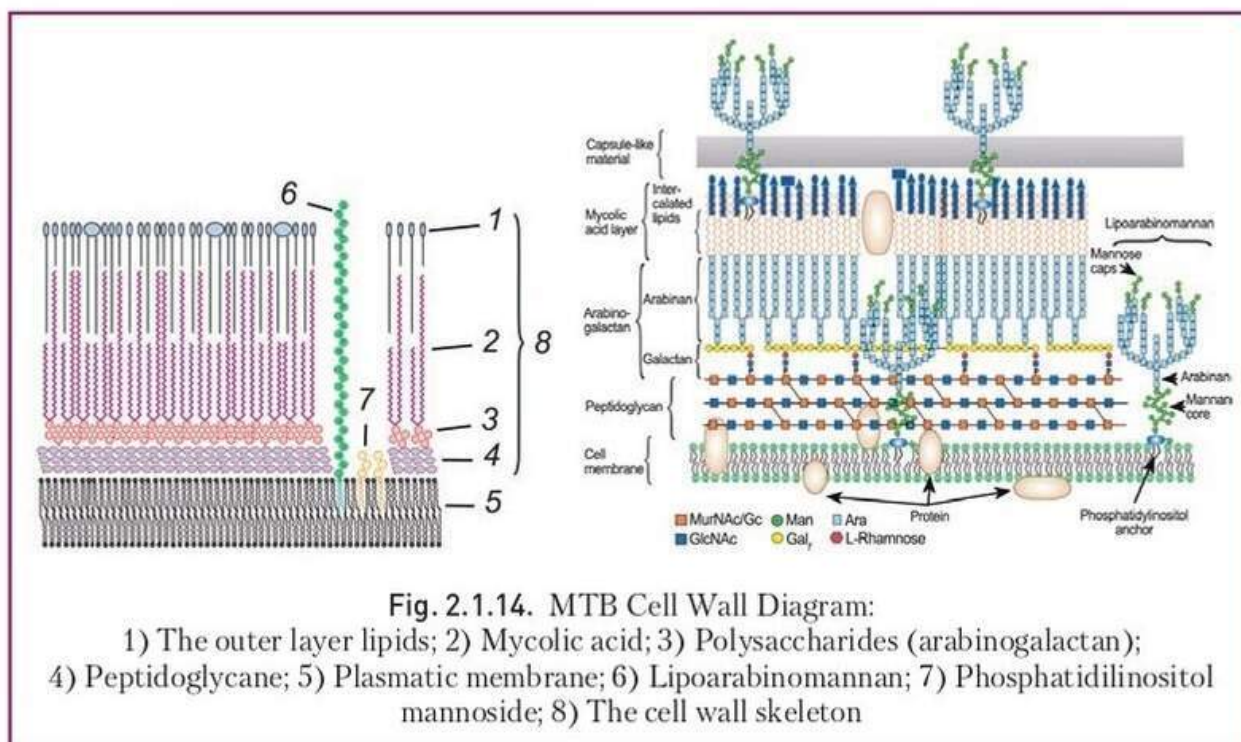 6
1
2
8
7
3
4
5
Capsule-like
material
Mycolic
acid layer
Inter-
calated lipids
Arabino-
galactan
Arabinan
Galactan
Peptidoglycan
Cell
membrane
Lipoarabinomannan
Mannose
caps
Arabinan
Mannan
core
Protein
Phosphatidylinositol
anchor
MurNAc/Gc Man Ara
GlcNAc Galf L-Rhamnose
Fig. 2.1.14. MTB Cell Wall Diagram:
1) The outer layer lipids; 2) Mycolic acid; 3) Polysaccharides (arabinogalactan);
4) Peptidoglycane; 5) Plasmatic membrane; 6) Lipoarabinomannan; 7) Phosphatidilinositol
mannoside; 8) The cell wall skeleton